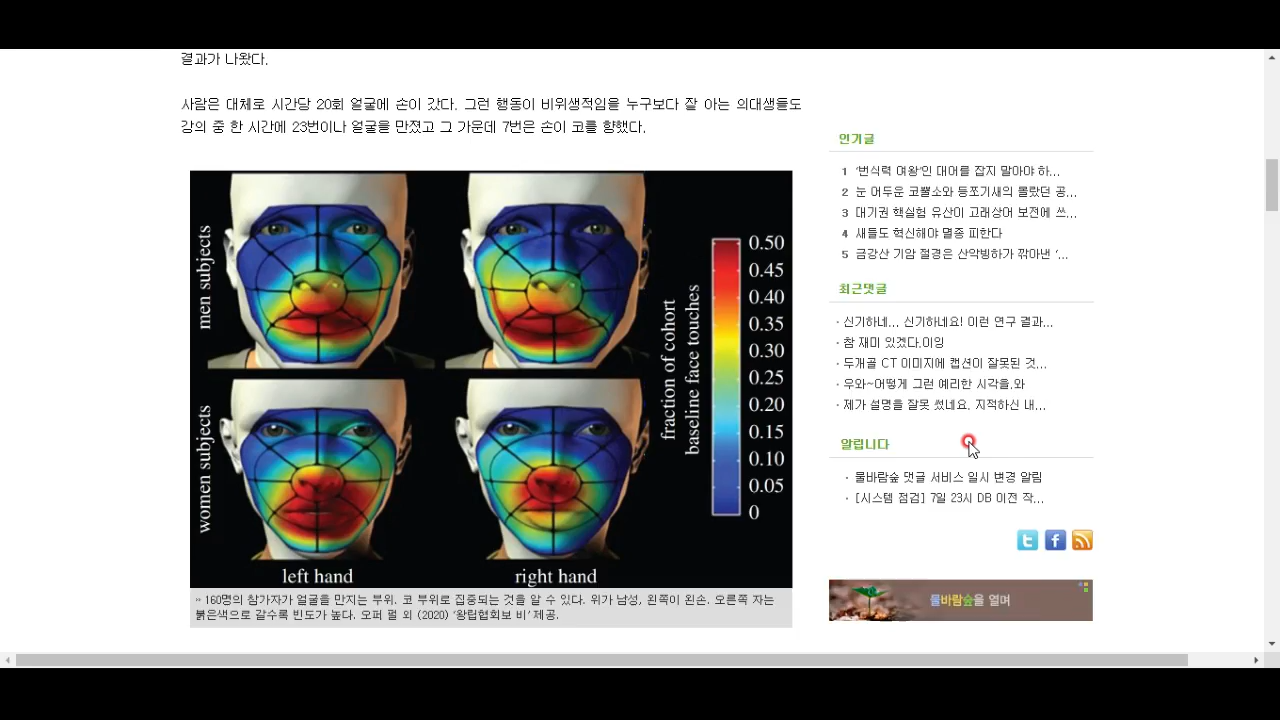 결과가 나왔다.
사람은 대체로 시간당 20회 얼굴에 손이 갔다. 그런 행동이 비위생적임을 누구보다 잘 아는 의대생들도
강의 중 한 시간에 23번이나 얼굴을 만졌고 그 가운데 7번은 손이 코를 향했다.
men subjects
women subjects
left hand
right hand
fraction of cohort
baseline face touches
0.50
0.45
0.40
0.35
0.30
0.25
0.20
0.15
0.10
0.05
0
» 160명의 참가자가 얼굴을 만지는 부위. 코 부위로 집중되는 것을 알 수 있다. 위가 남성, 왼쪽이 왼손. 오른쪽 자는
붉은색으로 갈수록 빈도가 높다. 오퍼 펄 외 (2020) ‘왕립협회보 비’ 제공.
인기글
1 ‘번식력 여왕’인 대어를 잡지 말아야 하...
2 눈 어두운 코뿔소와 등쪼기새의 몰랐던 공...
3 대기권 핵실험 유산이 고래상어 보전에 쓰...
4 새들도 혁신해야 멸종 피한다
5 금강산 기암 절경은 산악빙하가 깎아낸 ‘...
최근댓글
· 신기하네... 신기하네요! 이런 연구 결과...
· 참 재미 있겠다,이잉
· 두개골 CT 이미지에 캡션이 잘못된 것...
· 우와~어떻게 그런 예리한 시각을,와
· 제가 설명을 잘못 썼네요. 지적하신 내...
알립니다
· 물바람숲 댓글 서비스 일시 변경 알림
· [시스템 점검] 7일 23시 DB 이전 작...
t f
물바람숲을 열며